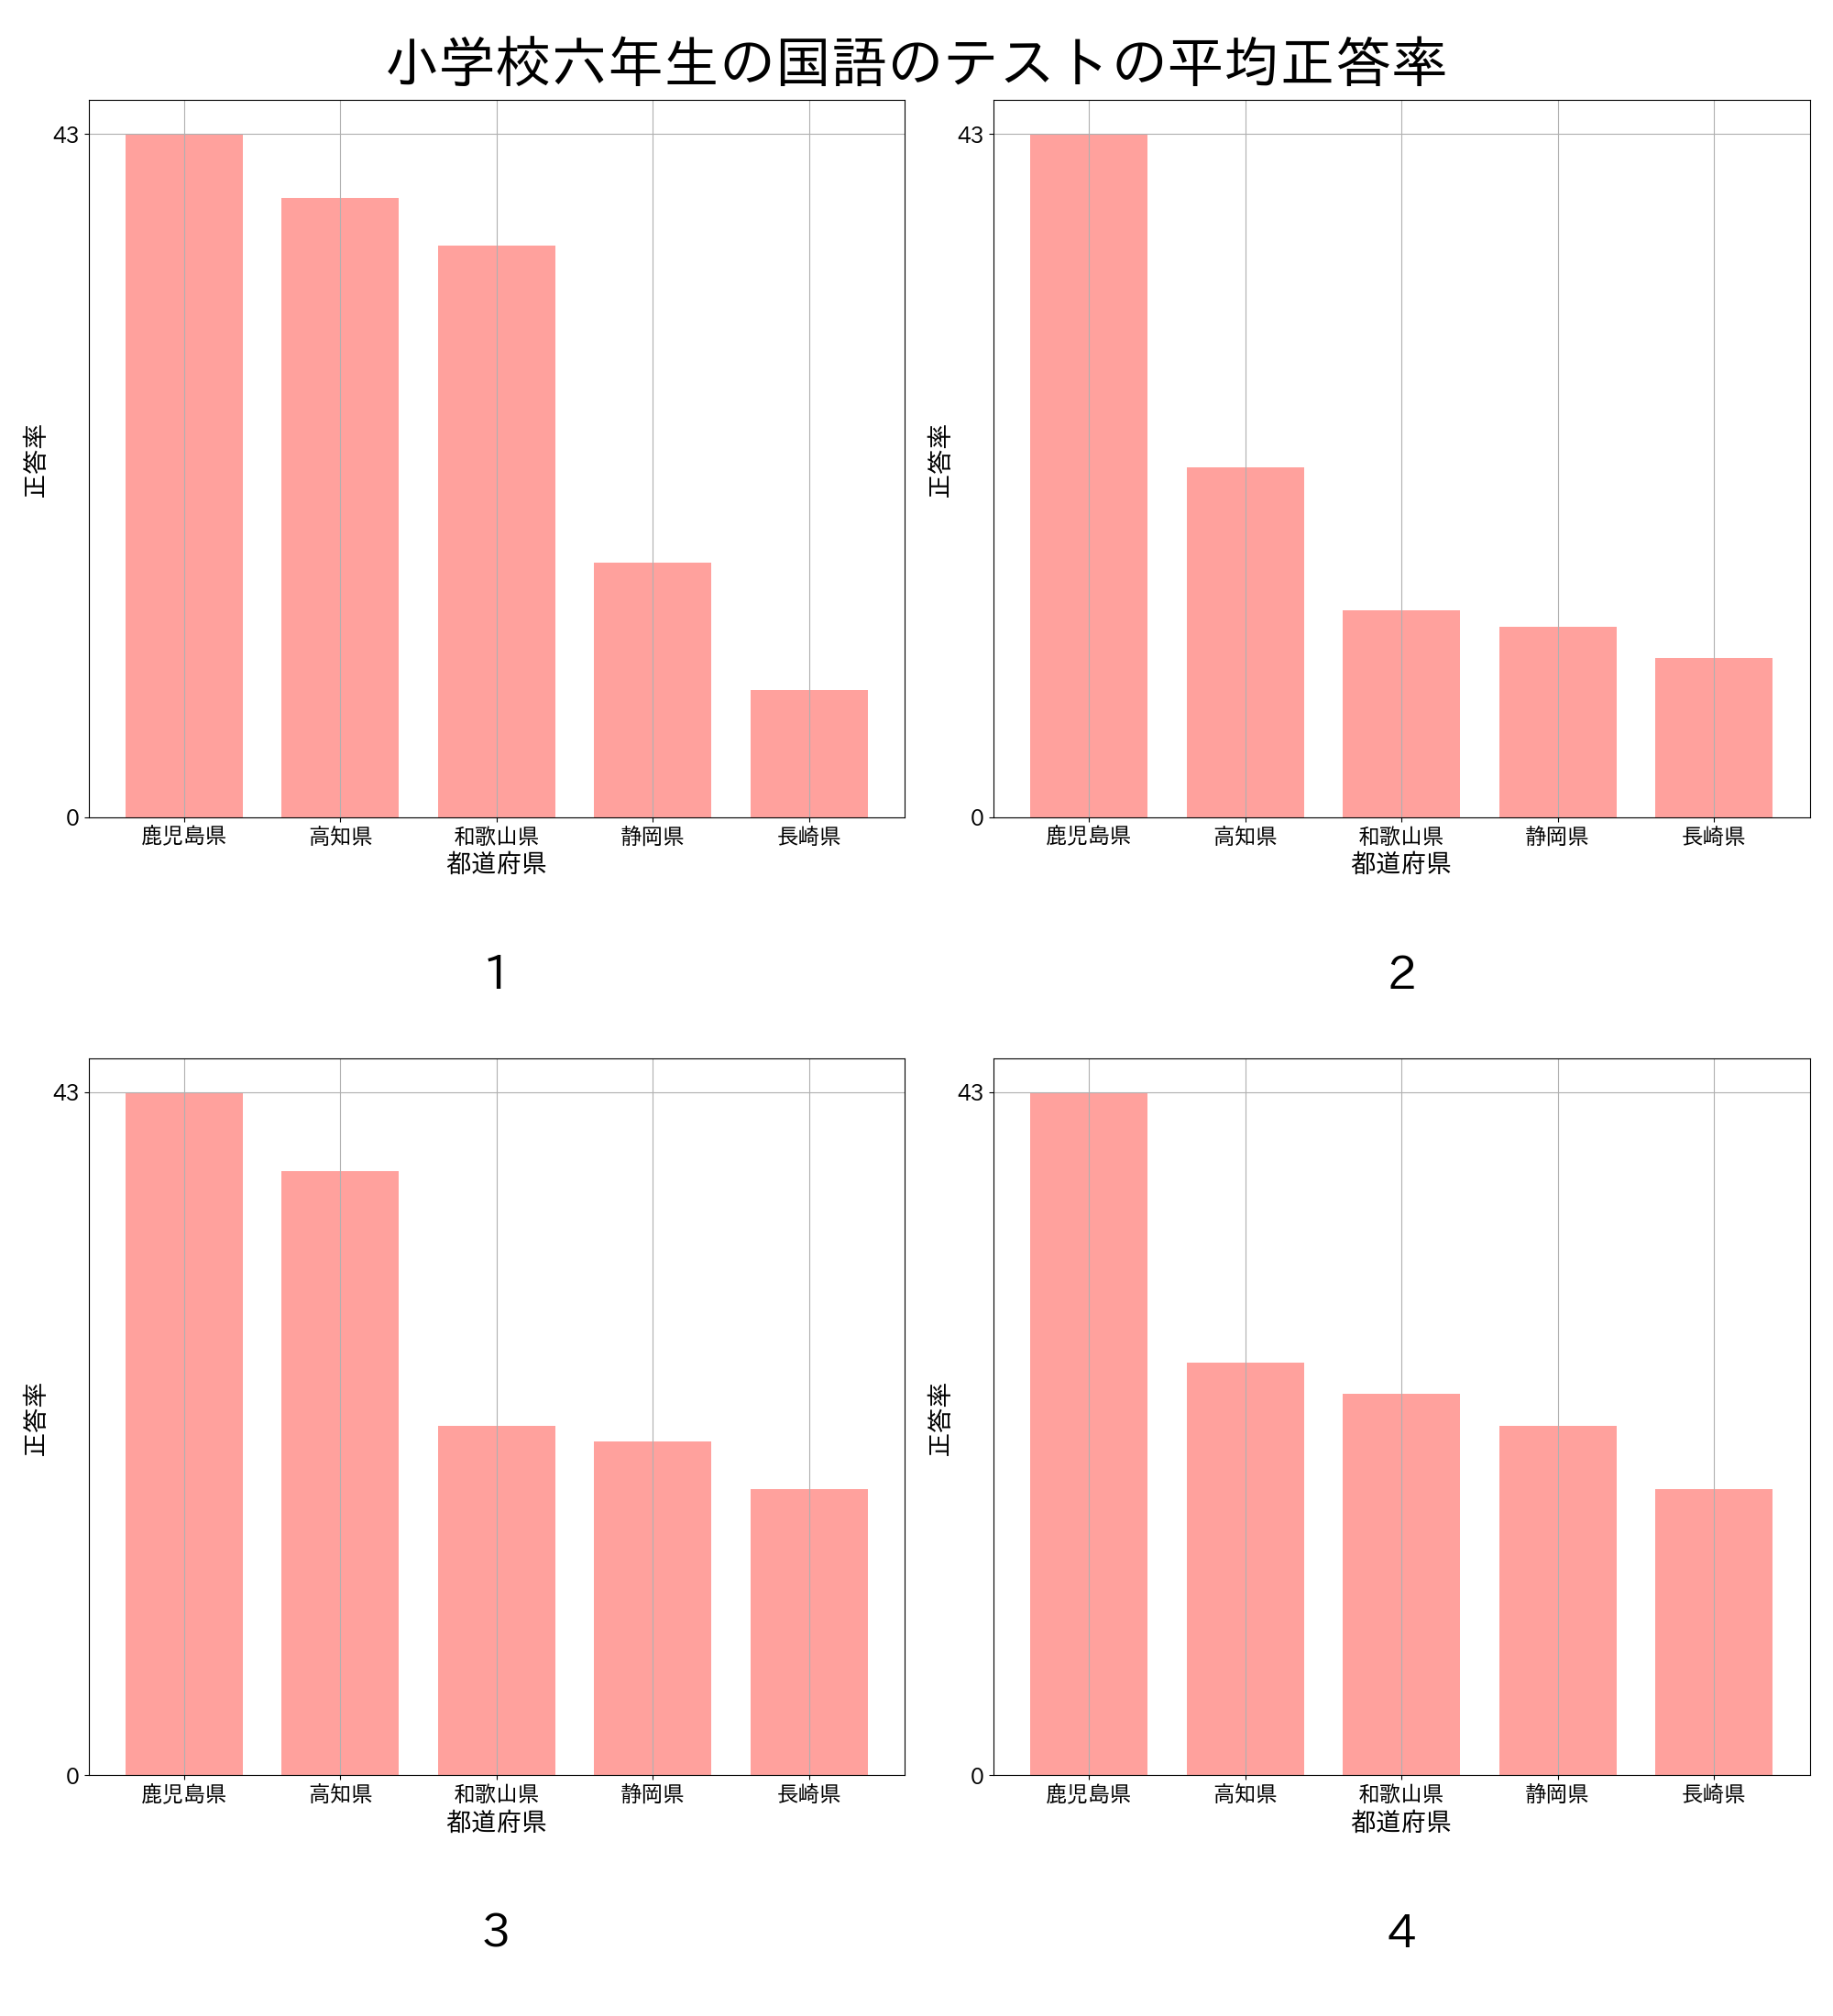 小学校六年生の国語のテストの平均正答率
43
0
正答率
鹿児島県 高知県 和歌山県 静岡県 長崎県
都道府県
1
43
0
正答率
鹿児島県 高知県 和歌山県 静岡県 長崎県
都道府県
2
43
0
正答率
鹿児島県 高知県 和歌山県 静岡県 長崎県
都道府県
3
43
0
正答率
鹿児島県 高知県 和歌山県 静岡県 長崎県
都道府県
4